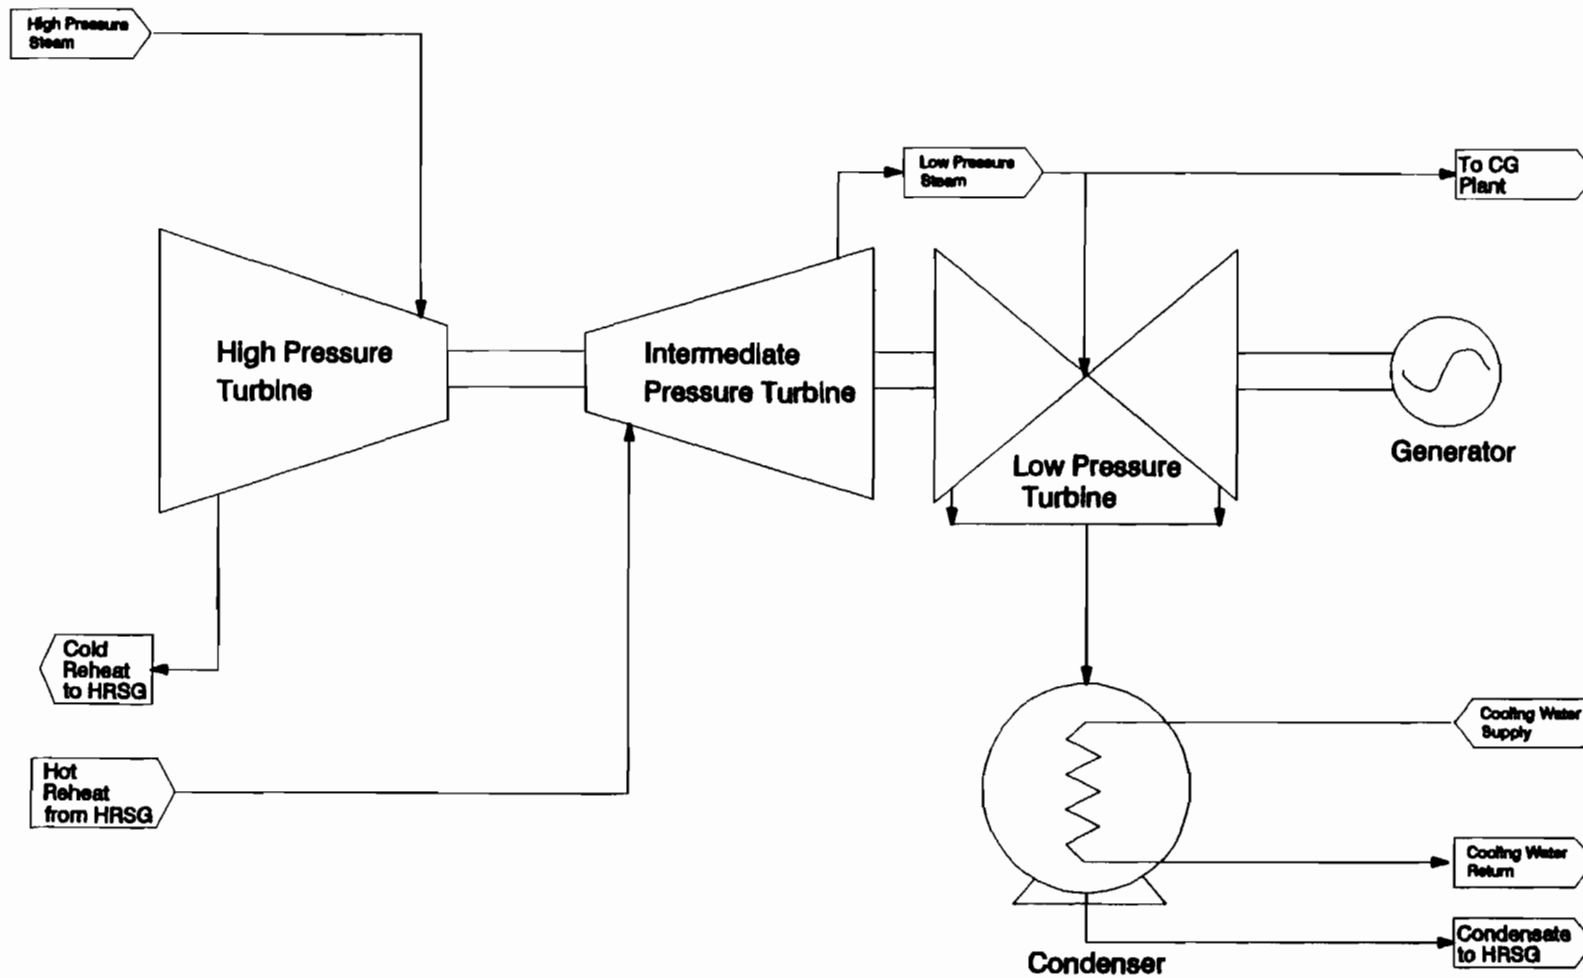 High Pressure
Steam
Low Pressure
Steam
To CG
Plant
High Pressure
Turbine
Intermediate
Pressure Turbine
Low Pressure
Turbine
Generator
Cold
Reheat
to HRSG
Hot
Reheat
from HRSG
Cooling Water
Supply
Cooling Water
Return
Condensate
to HRSG
Condenser